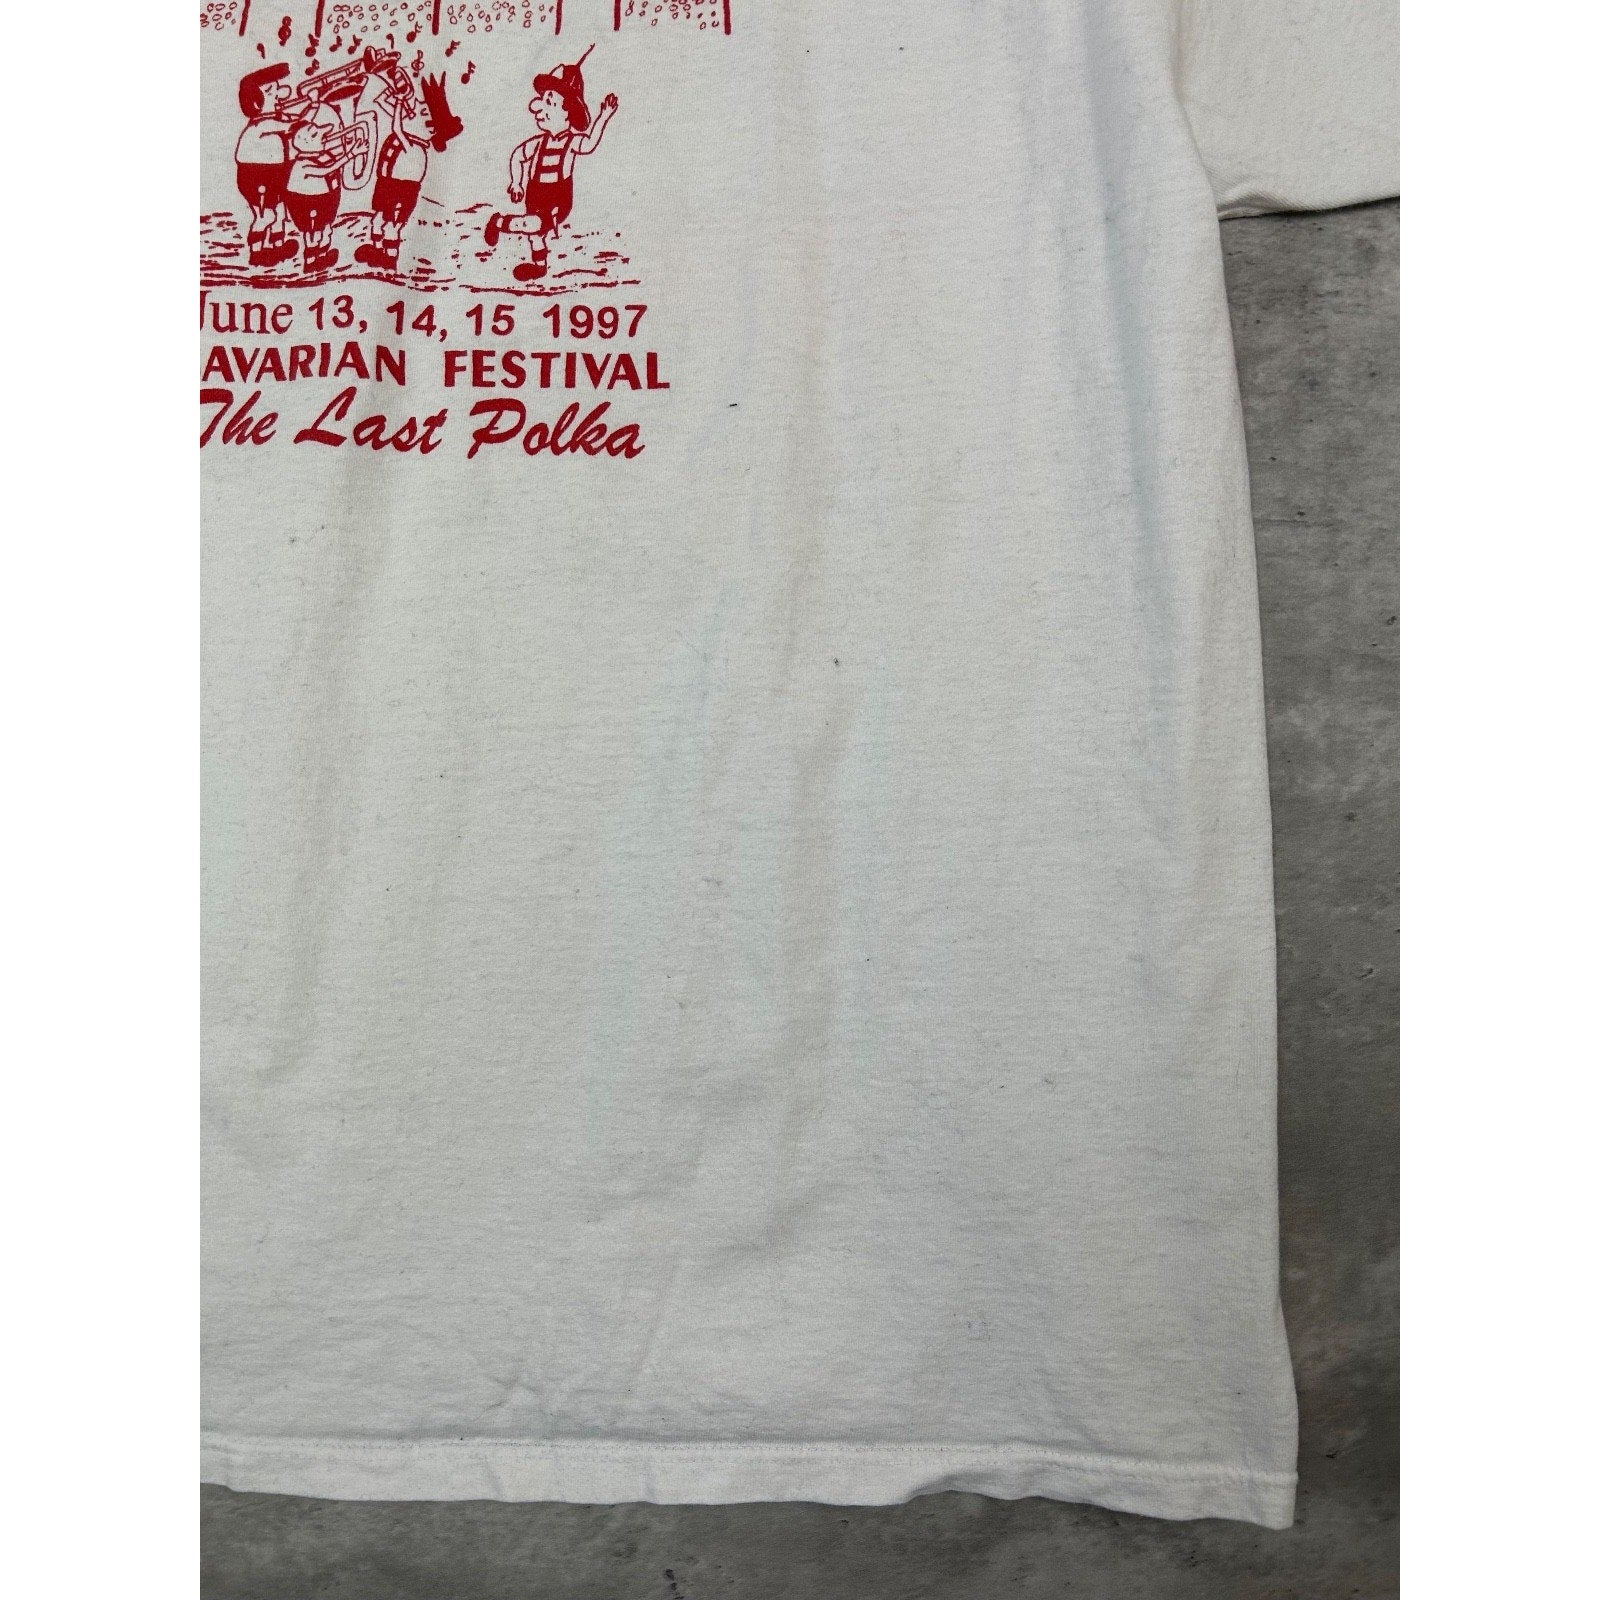 June 13, 14, 15 1997
AVARIAN FESTIVAL
The Last Polka